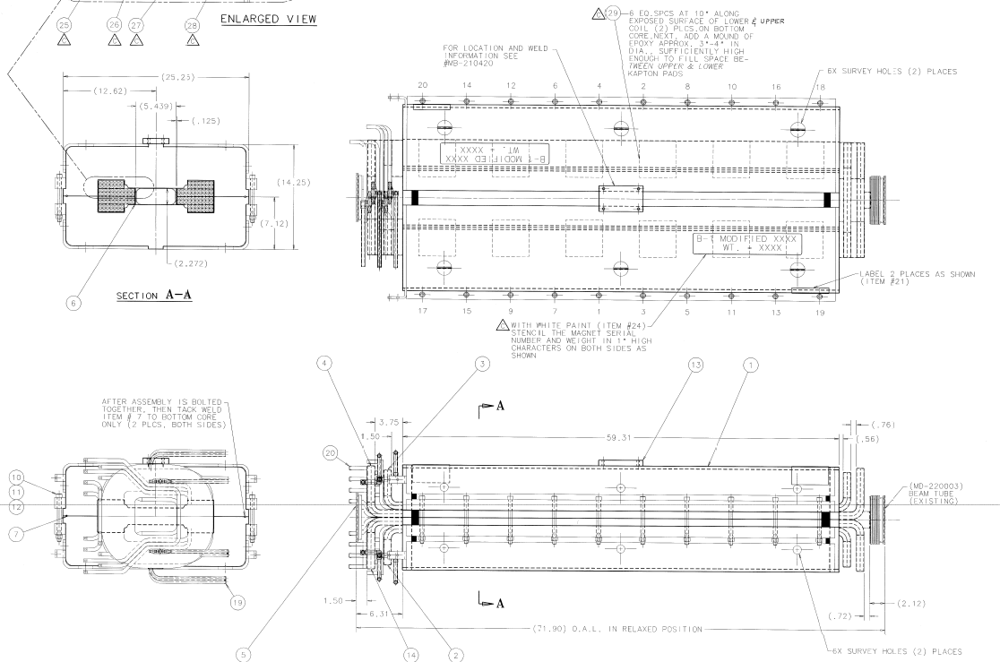 25
26
27
28
C
C
C
C
ENLARGED VIEW
(25.25)
(12.62)
(5.439)
(.125)
(14.25)
(7.12)
(2.272)
6
SECTION A-A
C
29
6 EQ.SPCS AT 10" ALONG
EXPOSED SURFACE OF LOWER & UPPER
COIL (2) PLCS.ON BOTTOM
CORE.NEXT, ADD A MOUND OF
EPOXY APPROX. 3"-4" IN
DIA., SUFFICIENTLY HIGH
ENOUGH TO FILL SPACE BE-
TWEEN UPPER & LOWER
KAPTON PADS
FOR LOCATION AND WELD
INFORMATION SEE
#MB-210420
6X SURVEY HOLES (2) PLACES
20 14 12 6 4 2 8 10 16 18
B-1 MODIFIED XXXX
WT. - XXXX
B-1 MODIFIED XXXX
WT. - XXXX
LABEL 2 PLACES AS SHOWN
(ITEM #21)
17 15 9 7 1 3 5 11 13 19
C
WITH WHITE PAINT (ITEM #24)
STENCIL THE MAGNET SERIAL
NUMBER AND WEIGHT IN 1" HIGH
CHARACTERS ON BOTH SIDES AS
SHOWN
AFTER ASSEMBLY IS BOLTED
TOGETHER, THEN TACK WELD
ITEM # 7 TO BOTTOM CORE
ONLY (2 PLCS, BOTH SIDES)
10
11
12
7
19
4
3
13
1
A
3.75
1.50
59.31
(.76)
(.56)
20
(MD-220003)
BEAM TUBE
(EXISTING)
1.50
6.31
A
(.72)
(2.12)
(71.90) O.A.L. IN RELAXED POSITION
5
14
2
6X SURVEY HOLES (2) PLACES